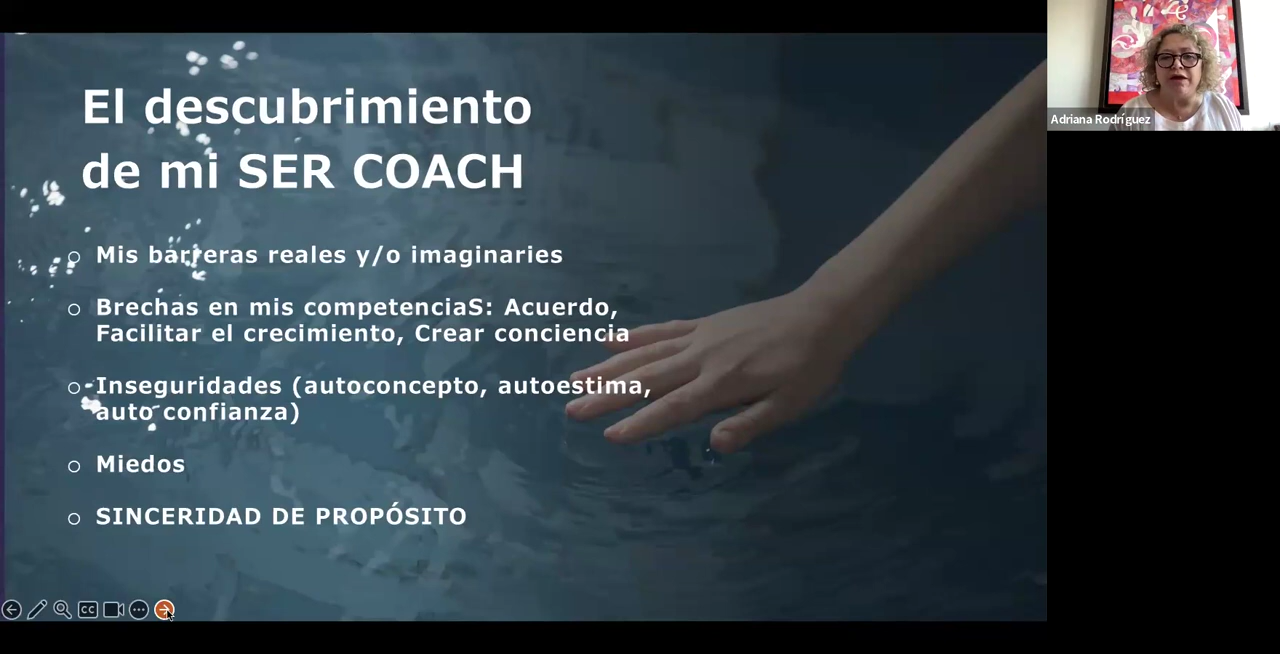 El descubrimiento
de mi SER COACH
Mis barreras reales y/o imaginaries
Brechas en mis competenciaS: Acuerdo,
Facilitar el crecimiento, Crear conciencia
Inseguridades (autoconcepto, autoestima,
auto confianza)
Miedos
SINCERIDAD DE PROPÓSITO
Adriana Rodríguez
CC